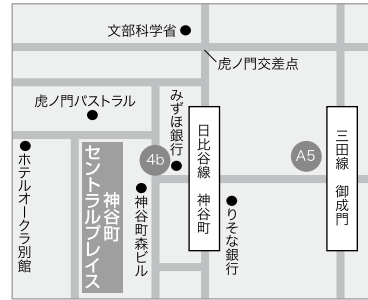 文部科学省
虎ノ門交差点
虎ノ門パストラル
みずほ銀行
日比谷線 神谷町
三田線 御成門
4b
A5
ホテルオークラ別館
神谷町
セントラルプレイス
神谷町森ビル
りそな銀行